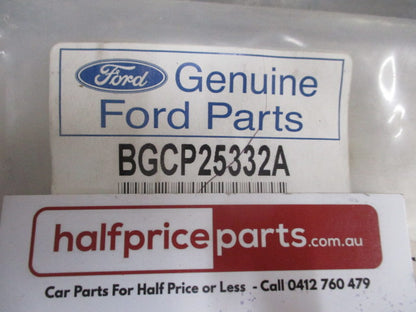 Ford Genuine
Ford Parts
BGCP25332A
halfpriceparts.com.au
Car Parts For Half Price or Less - Call 0412 760 479